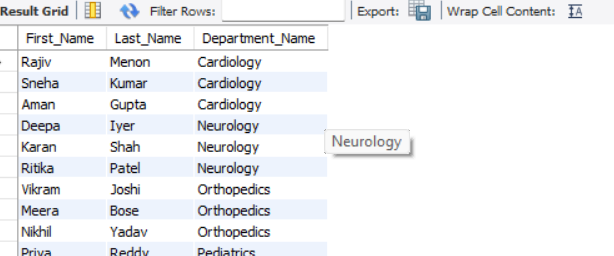 Result Grid Filter Rows: Export: Wrap Cell Content: IA
First_Name Last_Name Department_Name
Rajiv Menon Cardiology
Sneha Kumar Cardiology
Aman Gupta Cardiology
Deepa Iyer Neurology
Karan Shah Neurology
Neurology
Ritika Patel Neurology
Vikram Joshi Orthopedics
Meera Bose Orthopedics
Nikhil Yadav Orthopedics
Priya Reddy Pediatrics